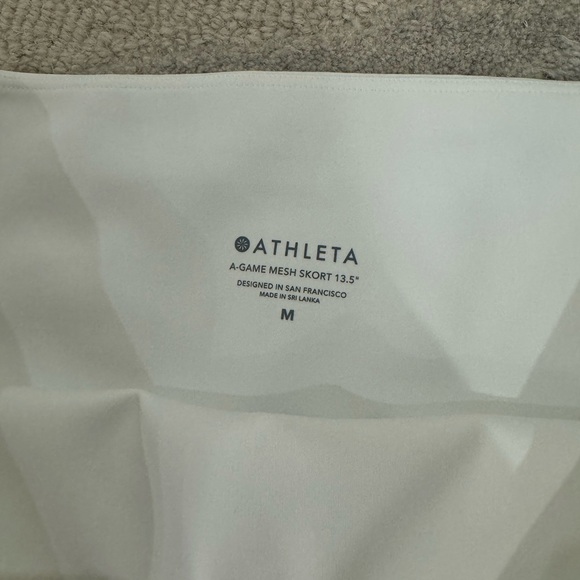 ATHLETA
A-GAME MESH SKORT 13.5"
DESIGNED IN SAN FRANCISCO
MADE IN SRI LANKA
M